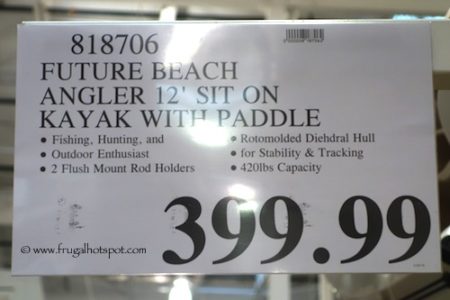 818706
FUTURE BEACH
ANGLER 12' SIT ON
KAYAK WITH PADDLE
• Fishing, Hunting, and
• Outdoor Enthusiast
• 2 Flush Mount Rod Holders
• Rotomolded Diehdral Hull
• for Stability & Tracking
• 420lbs Capacity
399.99
© www.frugalhotspot.com